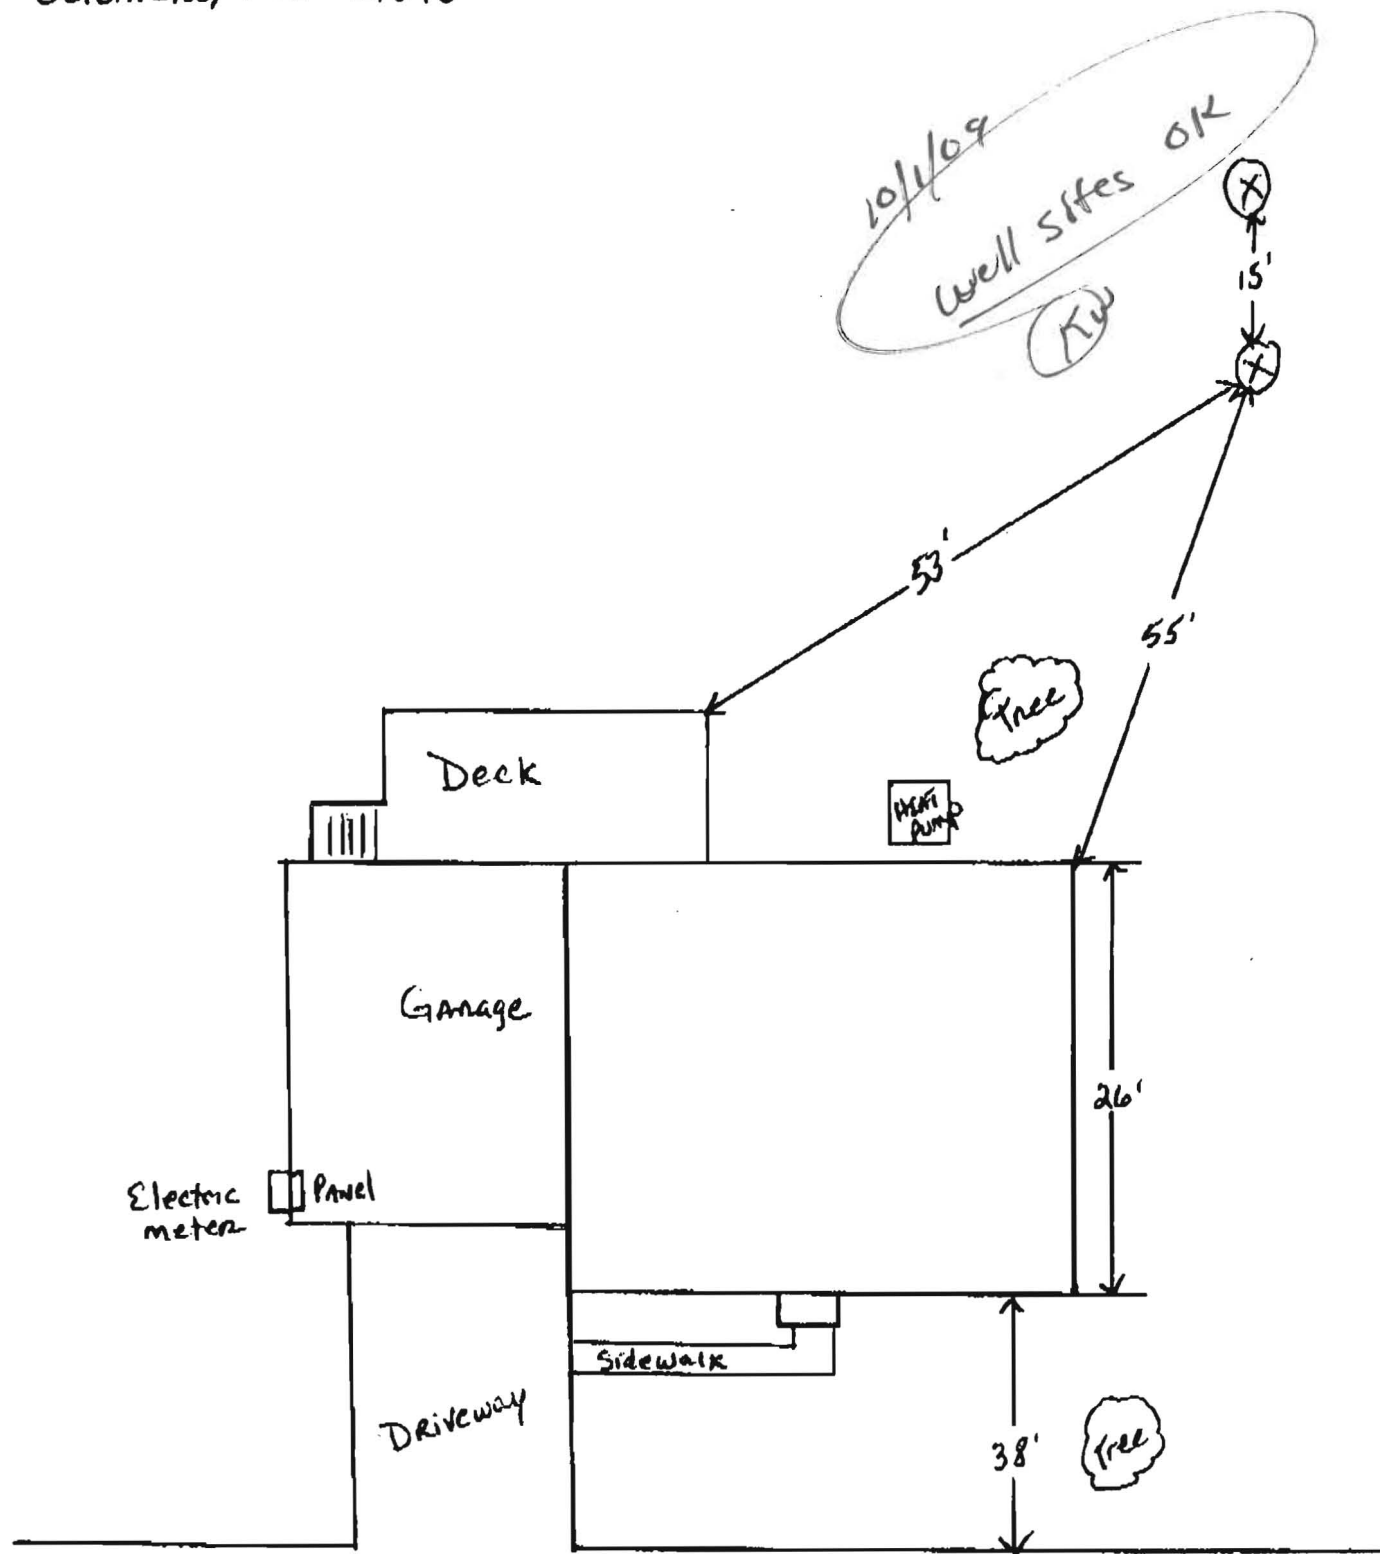 10/1/09
well sites OK
15'
53'
55'
Tree
Deck
HEAT
PUMP
Garage
26'
Electric
meter
Panel
Sidewalk
Driveway
38'
Tree